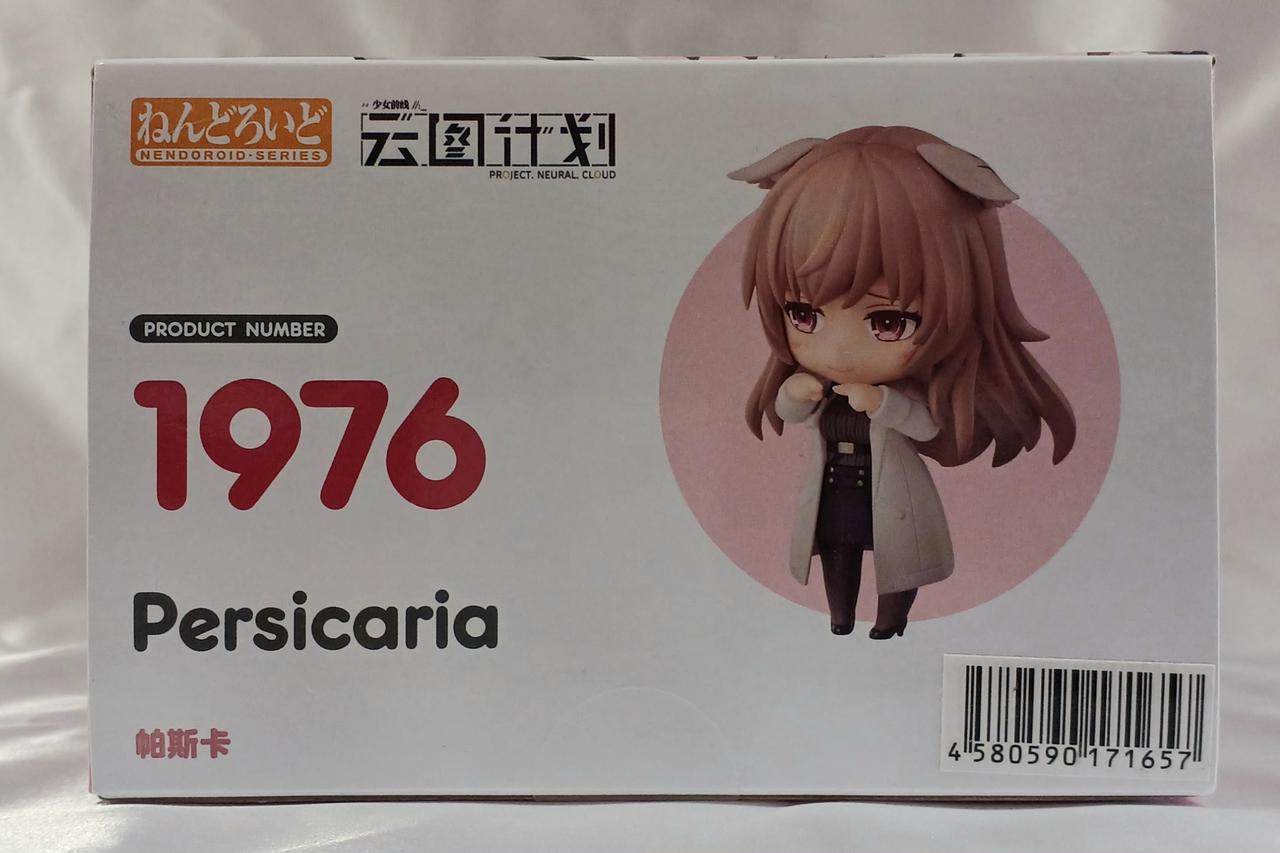 ねんどろいど
NENDOROID-SERIES
少女前线
云图计划
PROJECT. NEURAL. CLOUD
PRODUCT NUMBER
1976
Persicaria
帕斯卡
4 580590 171657